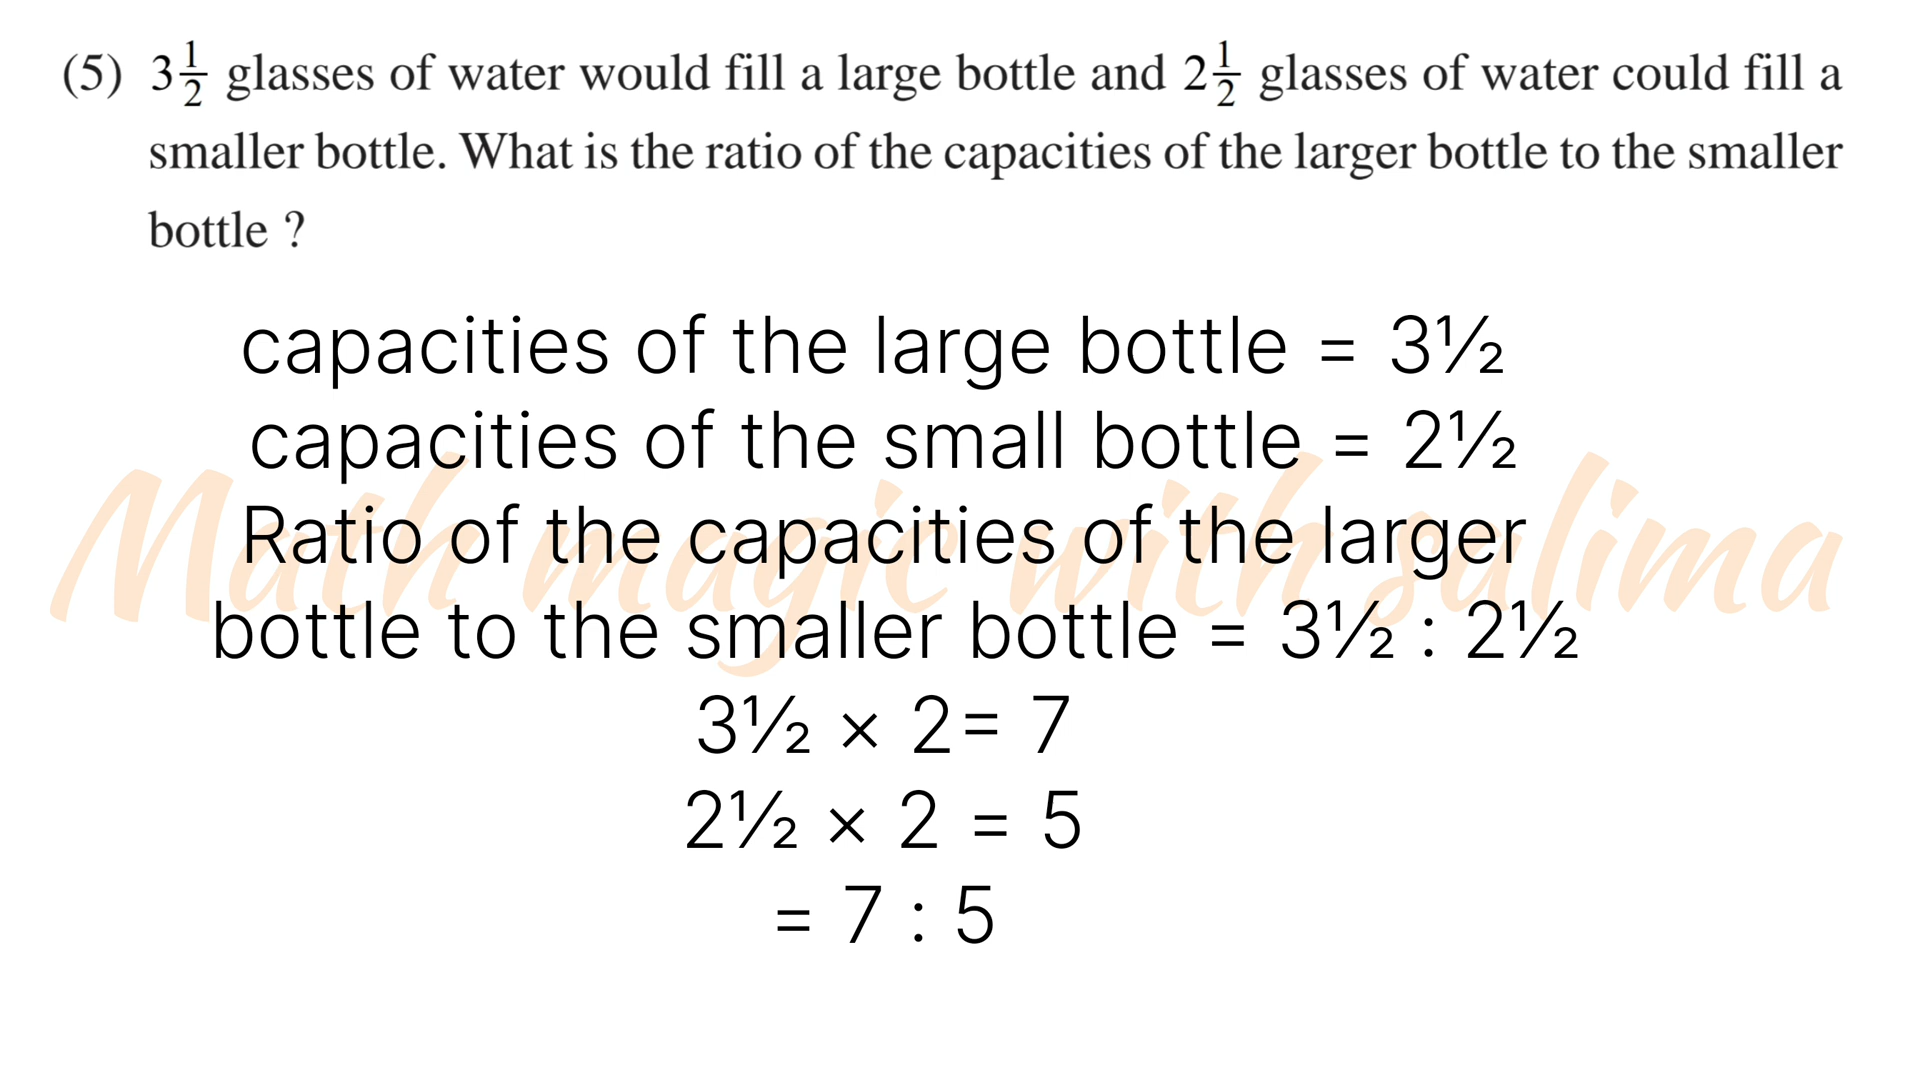 (5) 3 1/2 glasses of water would fill a large bottle and 2 1/2 glasses of water could fill a
smaller bottle. What is the ratio of the capacities of the larger bottle to the smaller
bottle ?
capacities of the large bottle = 3½
capacities of the small bottle = 2½
Math magic with salima
Ratio of the capacities of the larger
bottle to the smaller bottle = 3½ : 2½
3½ × 2= 7
2½ × 2 = 5
= 7 : 5